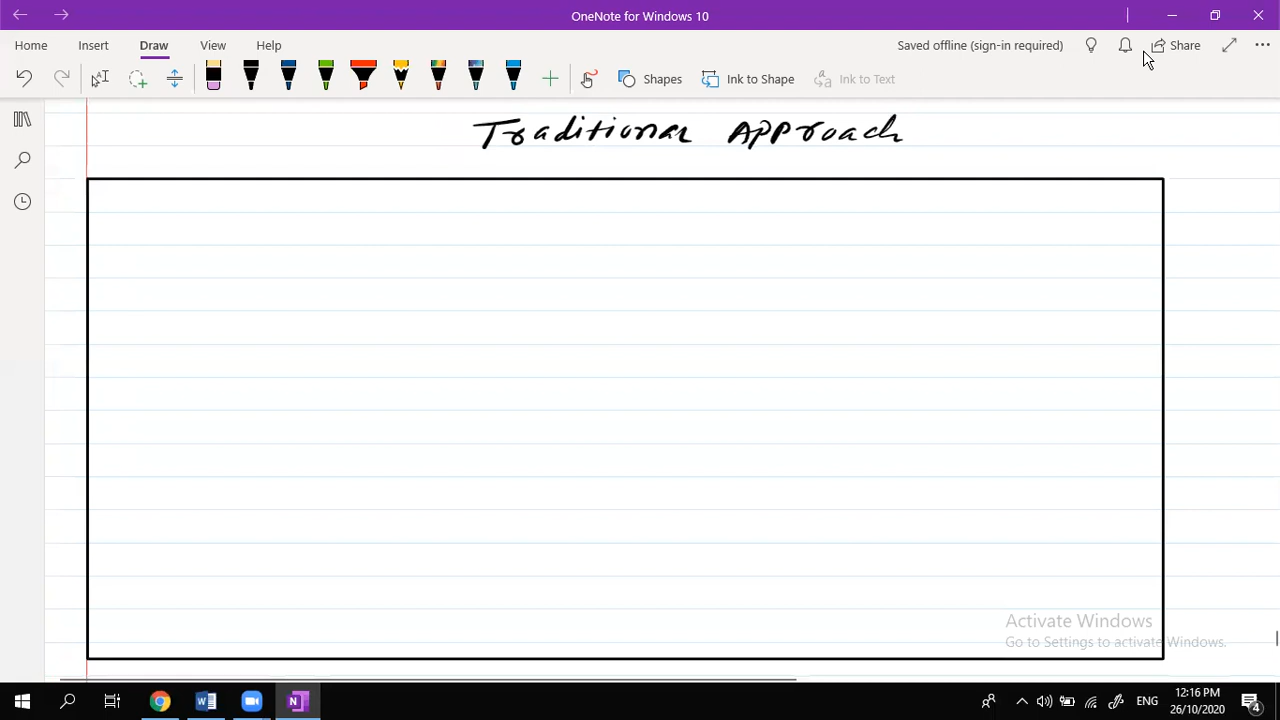 OneNote for Windows 10
Home Insert Draw View Help Saved offline (sign-in required) Share
Shapes Ink to Shape Ink to Text
Traditional Approach
Activate Windows
Go to Settings to activate Windows.
ENG 12:16 PM
26/10/2020 4